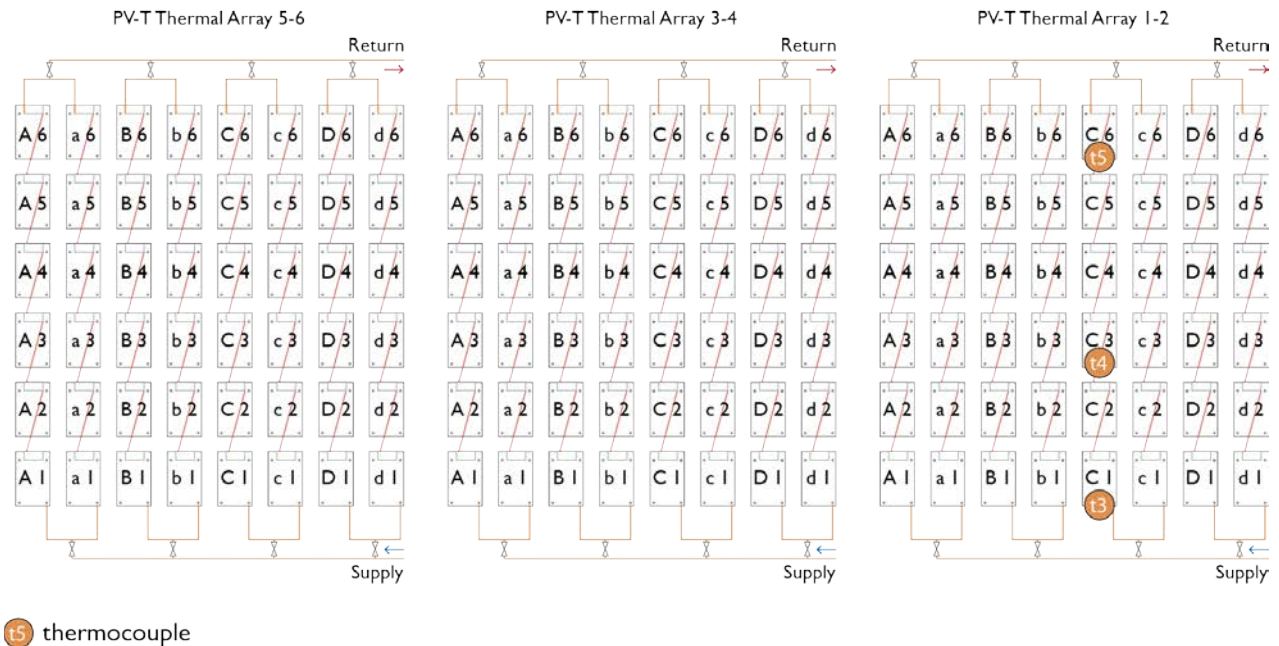 PV-T Thermal Array 5-6 PV-T Thermal Array 3-4 PV-T Thermal Array 1-2
Return Return Return
A6 a6 B6 b6 C6 c6 D6 d6 A6 a6 B6 b6 C6 c6 D6 d6 A6 a6 B6 b6 C6 c6 D6 d6
t5
A5 a5 B5 b5 C5 c5 D5 d5 A5 a5 B5 b5 C5 c5 D5 d5 A5 a5 B5 b5 C5 c5 D5 d5
A4 a4 B4 b4 C4 c4 D4 d4 A4 a4 B4 b4 C4 c4 D4 d4 A4 a4 B4 b4 C4 c4 D4 d4
A3 a3 B3 b3 C3 c3 D3 d3 A3 a3 B3 b3 C3 c3 D3 d3 A3 a3 B3 b3 C3 c3 D3 d3
t4
A2 a2 B2 b2 C2 c2 D2 d2 A2 a2 B2 b2 C2 c2 D2 d2 A2 a2 B2 b2 C2 c2 D2 d2
A1 a1 B1 b1 C1 c1 D1 d1 A1 a1 B1 b1 C1 c1 D1 d1 A1 a1 B1 b1 C1 c1 D1 d1
t3
Supply Supply Supply
t5 thermocouple